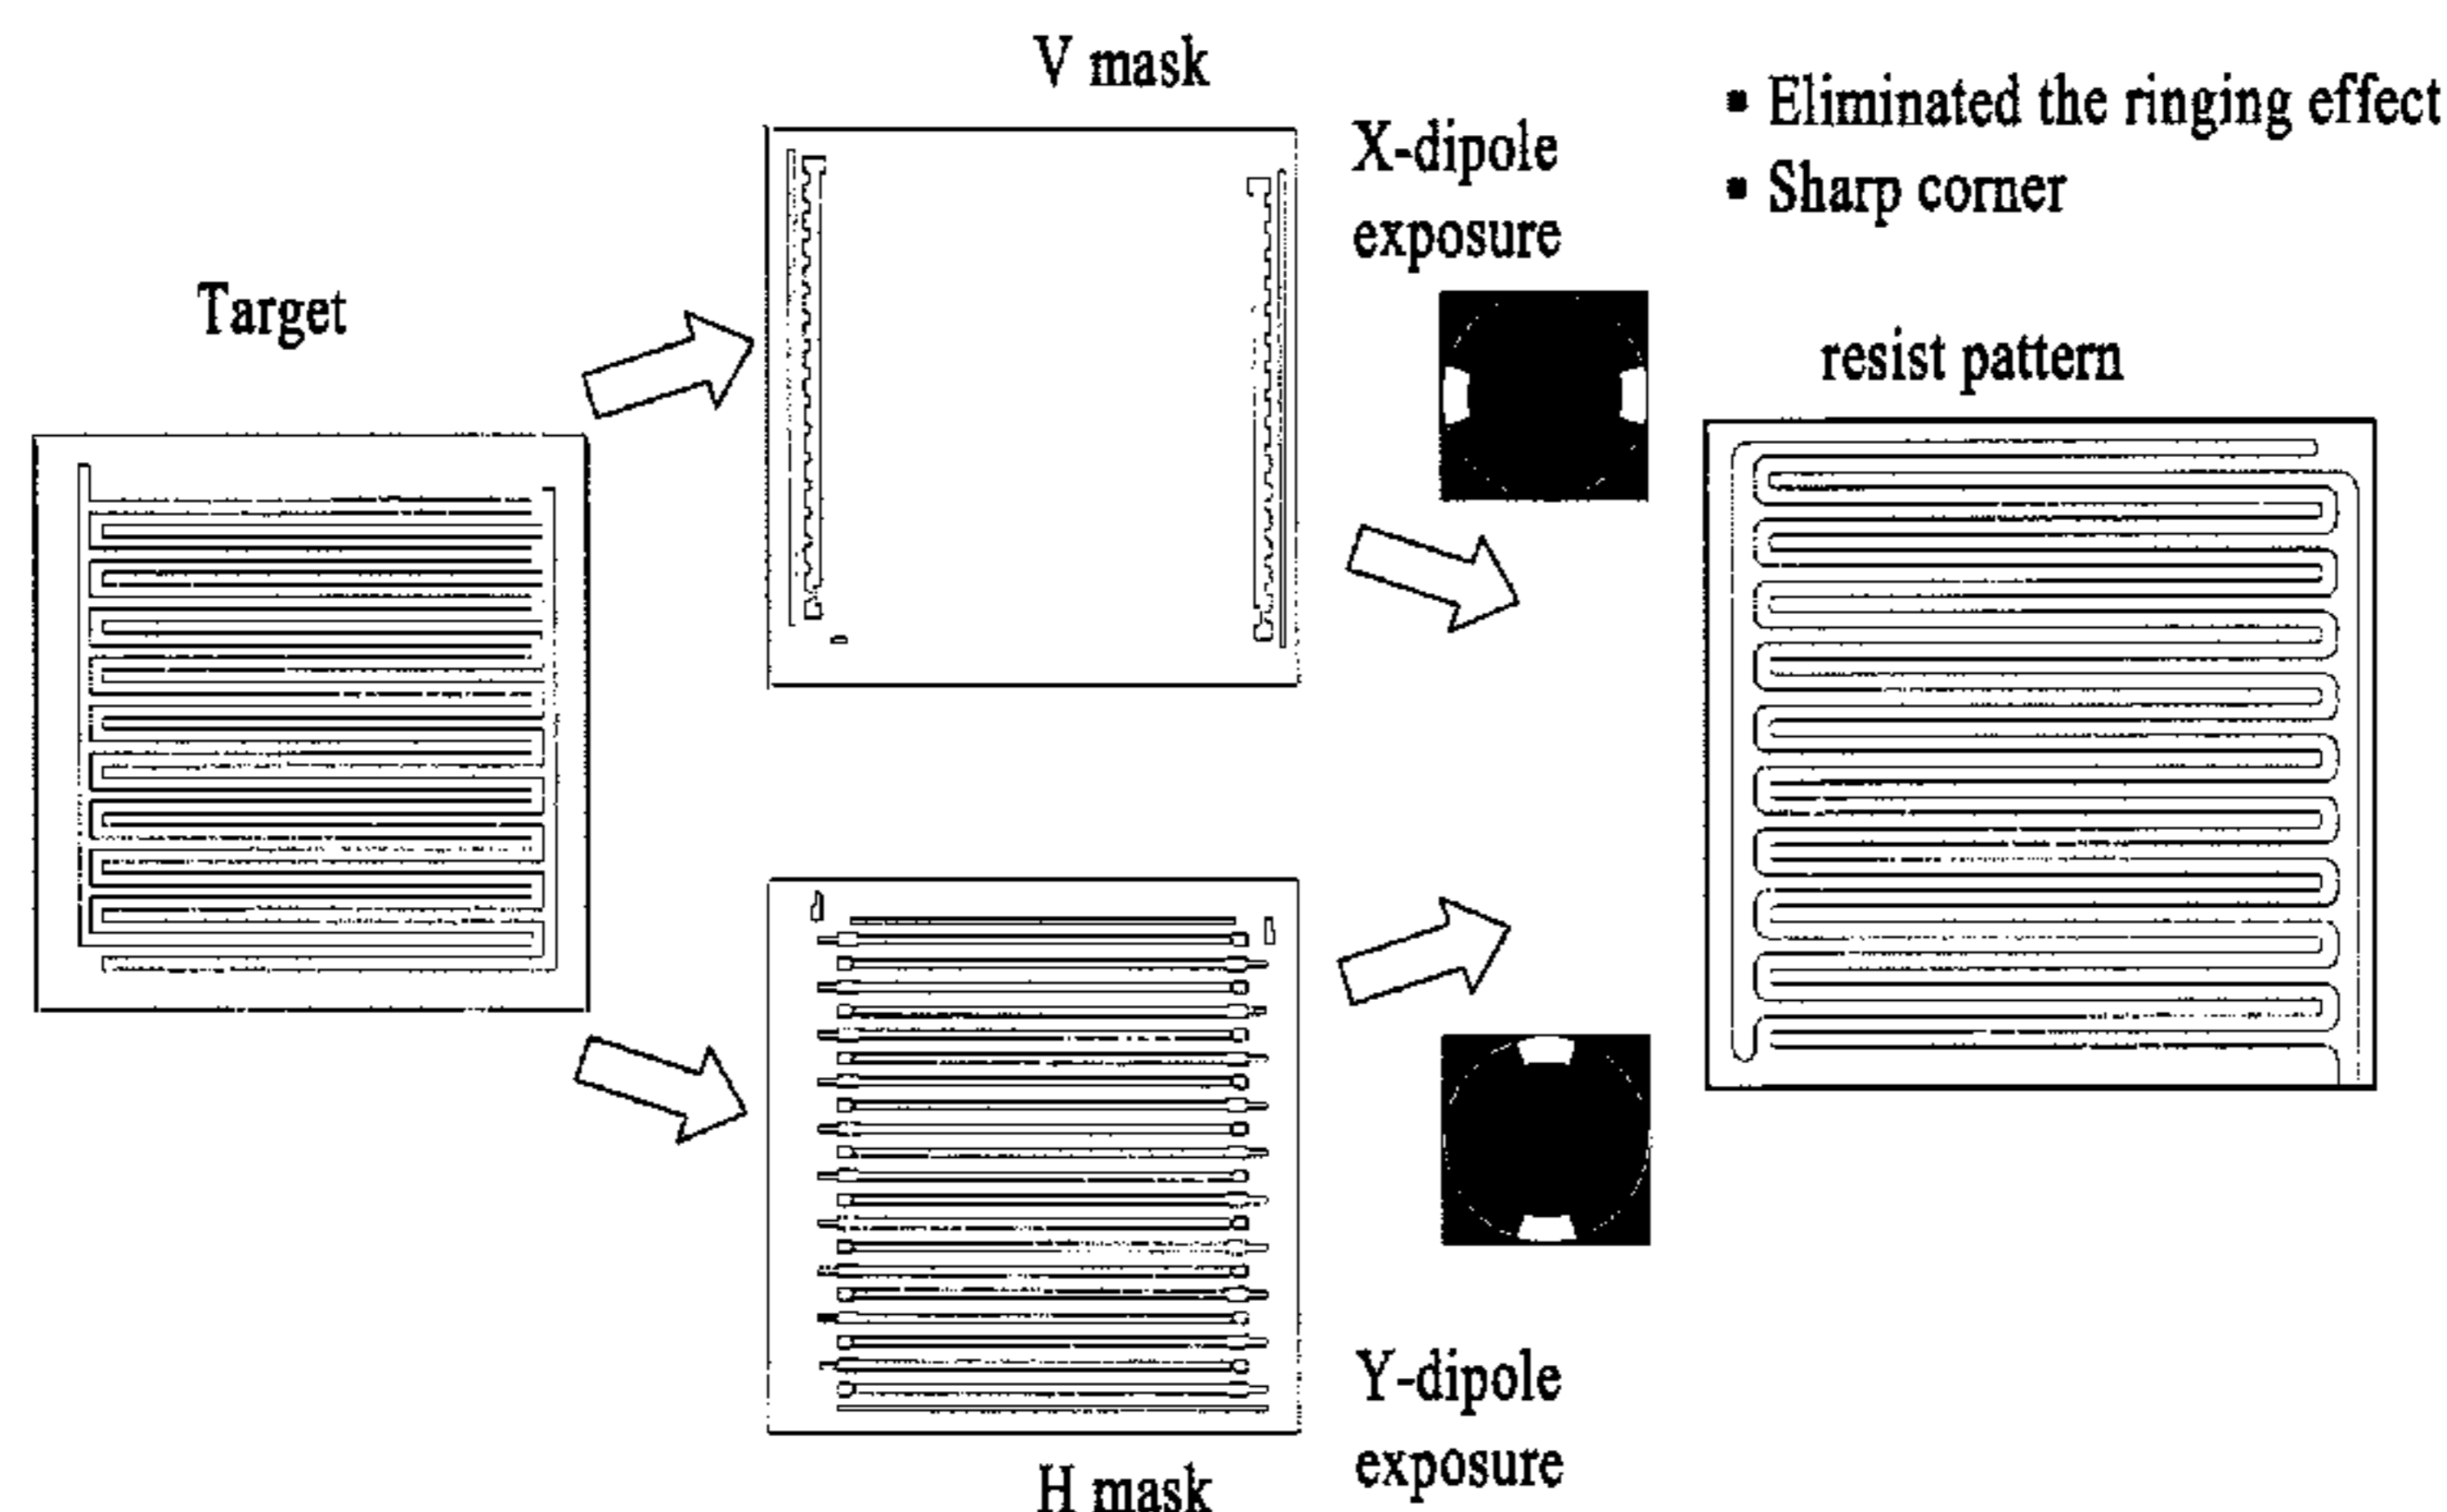 V mask
X-dipole
exposure
▪ Eliminated the ringing effect
▪ Sharp corner
Target
resist pattern
Y-dipole
exposure
H mask